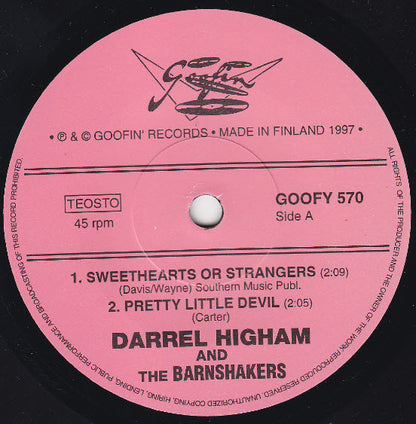 Goofin'
• ℗ & © GOOFIN' RECORDS • MADE IN FINLAND 1997 •
TEOSTO
45 rpm
GOOFY 570
Side A
1. SWEETHEARTS OR STRANGERS (2:09)
(Davis/Wayne) Southern Music Publ.
2. PRETTY LITTLE DEVIL (2:05)
(Carter)
DARREL HIGHAM
AND
THE BARNSHAKERS
ALL RIGHTS OF THE PRODUCER AND THE OWNER OF THE WORK REPRODUCED RESERVED. UNAUTHORIZED COPYING, HIRING, LENDING, PUBLIC PERFORMANCE AND BROADCASTING OF THIS RECORD PROHIBITED.